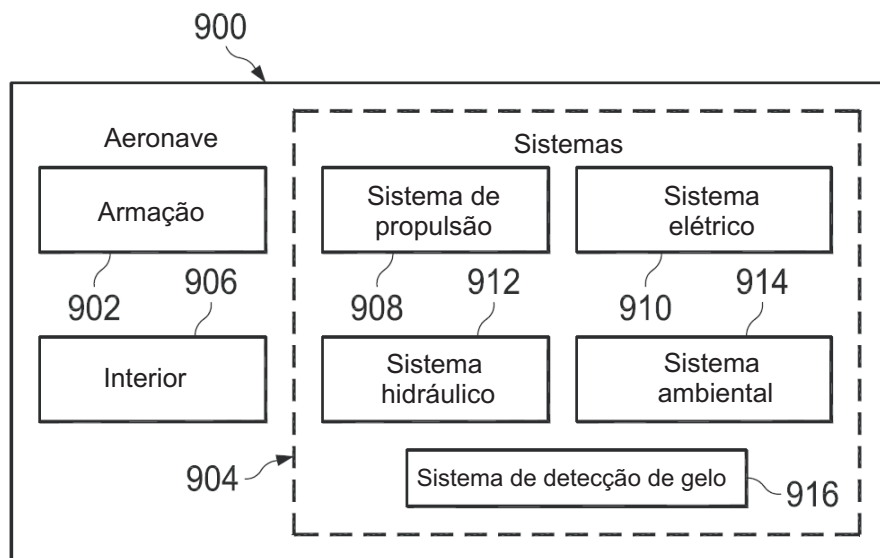 900
Aeronave
Sistemas
Armação
Sistema de
propulsão
Sistema
elétrico
902
906
908
912
910
914
Interior
Sistema
hidráulico
Sistema
ambiental
904
Sistema de detecção de gelo
916